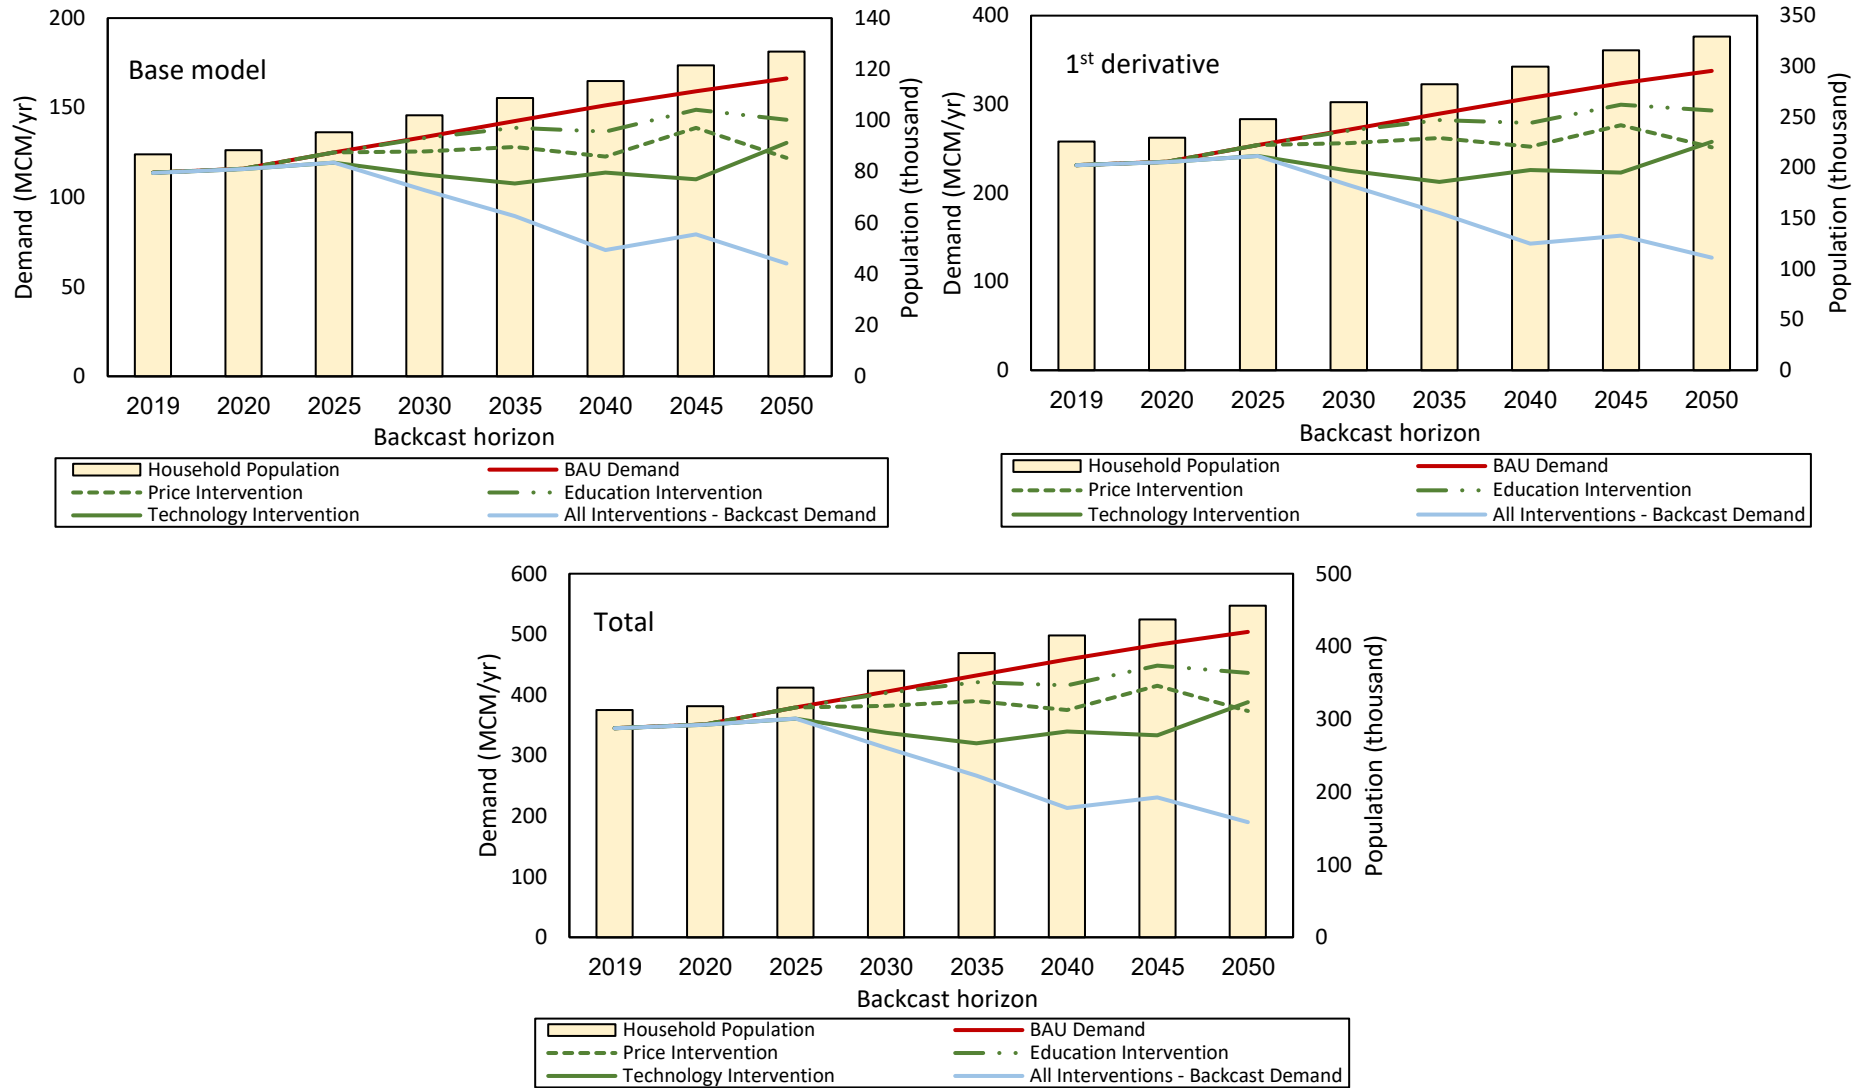 Base model
Demand (MCM/yr)
200
150
100
50
0
Population (thousand)
140
120
100
80
60
40
20
0
2019 2020 2025 2030 2035 2040 2045 2050
Backcast horizon
Household Population BAU Demand
Price Intervention Education Intervention
Technology Intervention All Interventions - Backcast Demand
1st derivative
Demand (MCM/yr)
400
300
200
100
0
Population (thousand)
350
300
250
200
150
100
50
0
2019 2020 2025 2030 2035 2040 2045 2050
Backcast horizon
Household Population BAU Demand
Price Intervention Education Intervention
Technology Intervention All Interventions - Backcast Demand
Total
Demand (MCM/yr)
600
500
400
300
200
100
0
Population (thousand)
500
400
300
200
100
0
2019 2020 2025 2030 2035 2040 2045 2050
Backcast horizon
Household Population BAU Demand
Price Intervention Education Intervention
Technology Intervention All Interventions - Backcast Demand